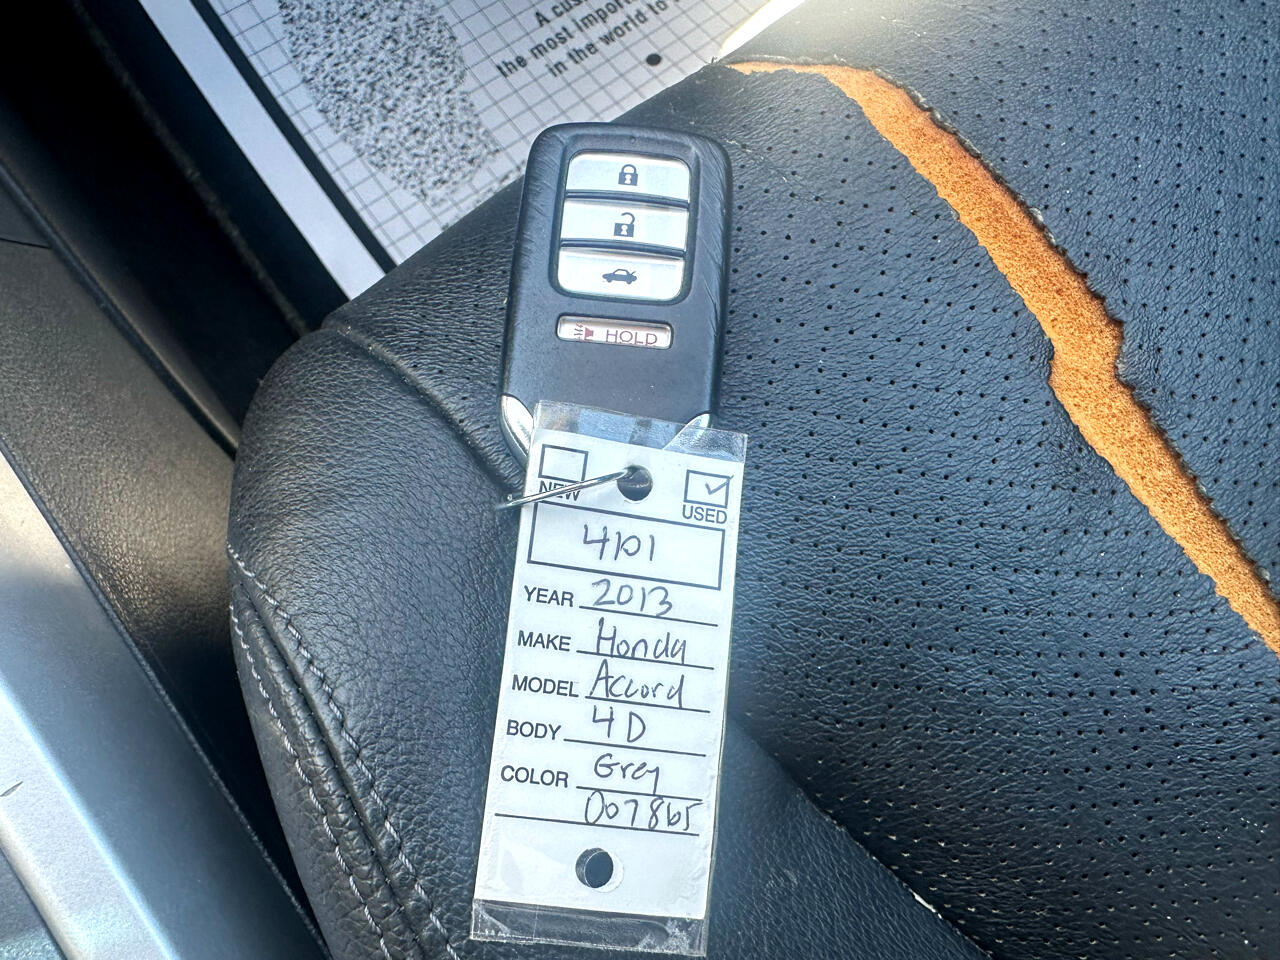 A cus
the most impor
in the world to
HOLD
NEW
USED
4101
YEAR 2013
MAKE Honda
MODEL Accord
BODY 4D
COLOR Grey
007865